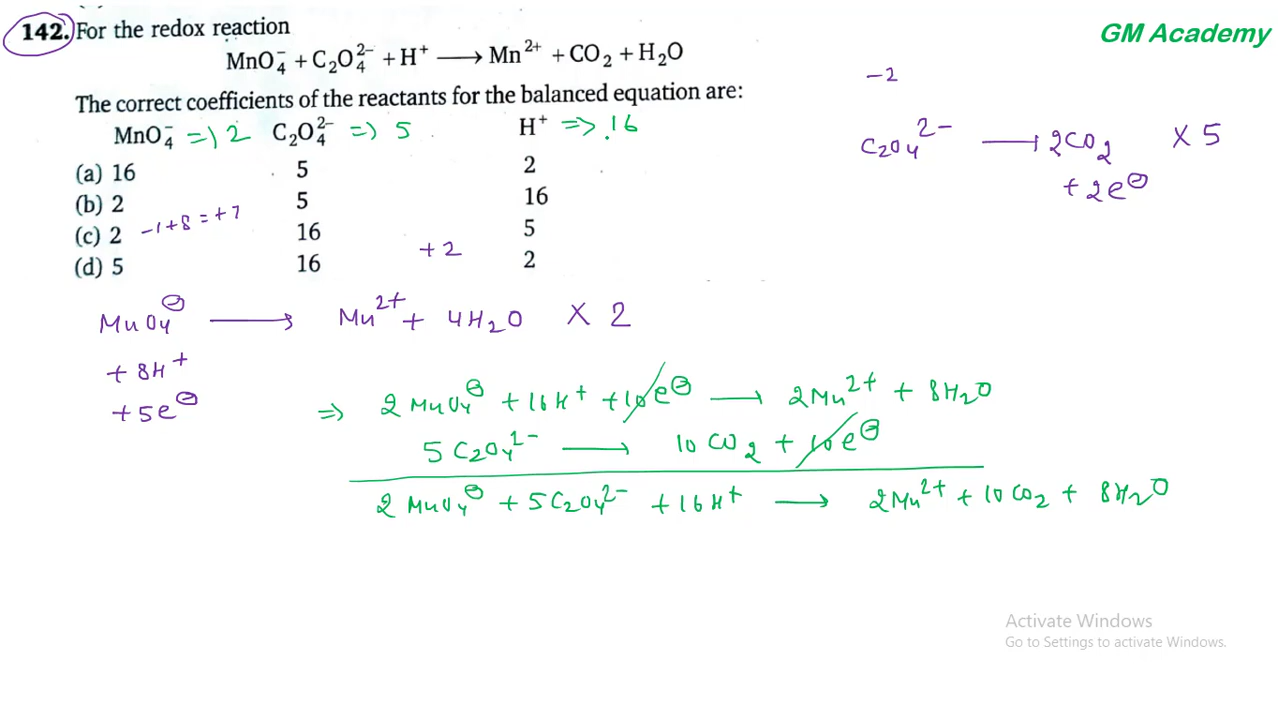 GM Academy
142. For the redox reaction
MnO₄⁻ + C₂O₄²⁻ + H⁺ ⟶ Mn²⁺ + CO₂ + H₂O
The correct coefficients of the reactants for the balanced equation are:
MnO₄⁻ => 2 C₂O₄²⁻ => 5 H⁺ => 16
(a) 16 5 2
(b) 2 5 16
(c) 2 16 5
(d) 5 16 2
-1+8=+7
+2
-2
C₂O₄²⁻ ⟶ 2CO₂ × 5
+ 2e⊖
MnO₄⊖ ⟶ Mn²⁺ + 4H₂O × 2
+ 8H⁺
+ 5e⊖
=> 2MnO₄⊖ + 16H⁺ + 10e⊖ ⟶ 2Mn²⁺ + 8H₂O
5C₂O₄²⁻ ⟶ 10CO₂ + 10e⊖
2MnO₄⊖ + 5C₂O₄²⁻ + 16H⁺ ⟶ 2Mn²⁺ + 10CO₂ + 8H₂O
Activate Windows
Go to Settings to activate Windows.